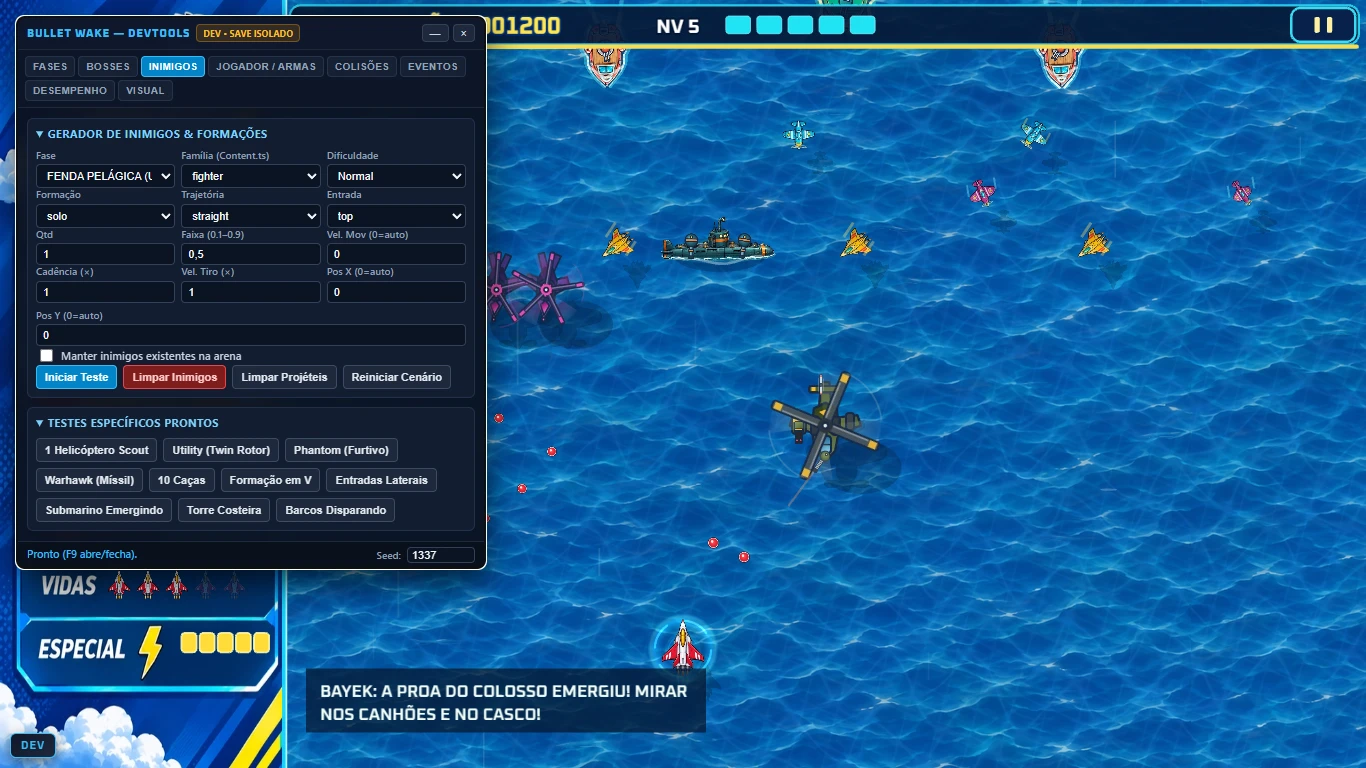 BULLET WAKE — DEVTOOLS DEV • SAVE ISOLADO — ×
FASES BOSSES INIMIGOS JOGADOR / ARMAS COLISÕES EVENTOS
DESEMPENHO VISUAL
▼ GERADOR DE INIMIGOS & FORMAÇÕES
Fase Família (Content.ts) Dificuldade
FENDA PELÁGICA (L fighter Normal
Formação Trajetória Entrada
solo straight top
Qtd Faixa (0.1–0.9) Vel. Mov (0=auto)
1 0,5 0
Cadência (×) Vel. Tiro (×) Pos X (0=auto)
1 1 0
Pos Y (0=auto)
0
Manter inimigos existentes na arena
Iniciar Teste Limpar Inimigos Limpar Projéteis Reiniciar Cenário
▼ TESTES ESPECÍFICOS PRONTOS
1 Helicóptero Scout Utility (Twin Rotor) Phantom (Furtivo)
Warhawk (Míssil) 10 Caças Formação em V Entradas Laterais
Submarino Emergindo Torre Costeira Barcos Disparando
Pronto (F9 abre/fecha). Seed: 1337
001200 NV 5
VIDAS
ESPECIAL
BAYEK: A PROA DO COLOSSO EMERGIU! MIRAR
NOS CANHÕES E NO CASCO!
DEV